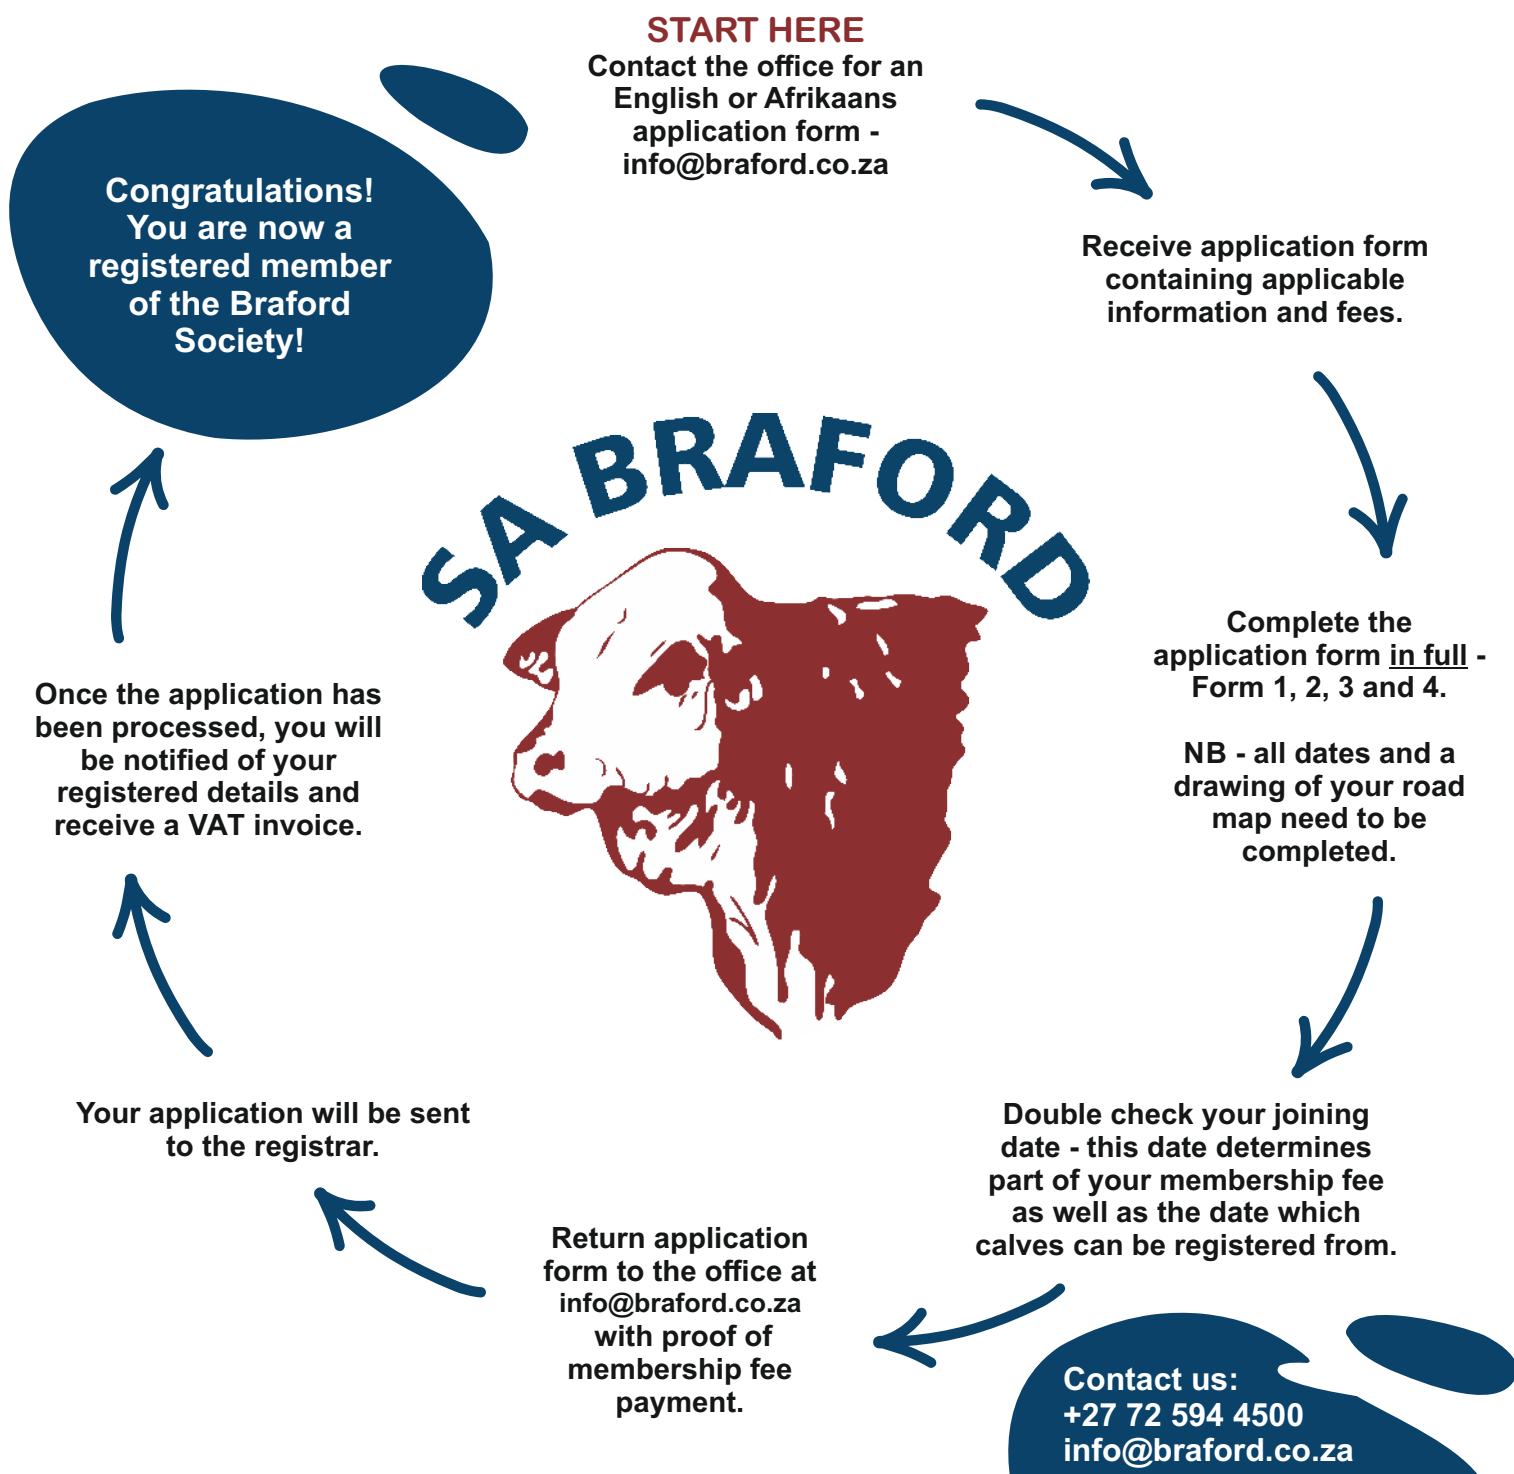 START HERE
Contact the office for an
English or Afrikaans
application form -
info@braford.co.za
Receive application form
containing applicable
information and fees.
Complete the
application form in full -
Form 1, 2, 3 and 4.
NB - all dates and a
drawing of your road
map need to be
completed.
Double check your joining
date - this date determines
part of your membership fee
as well as the date which
calves can be registered from.
Return application
form to the office at
info@braford.co.za
with proof of
membership fee
payment.
Your application will be sent
to the registrar.
Once the application has
been processed, you will
be notified of your
registered details and
receive a VAT invoice.
Congratulations!
You are now a
registered member
of the Braford
Society!
SA BRAFORD
Contact us:
+27 72 594 4500
info@braford.co.za